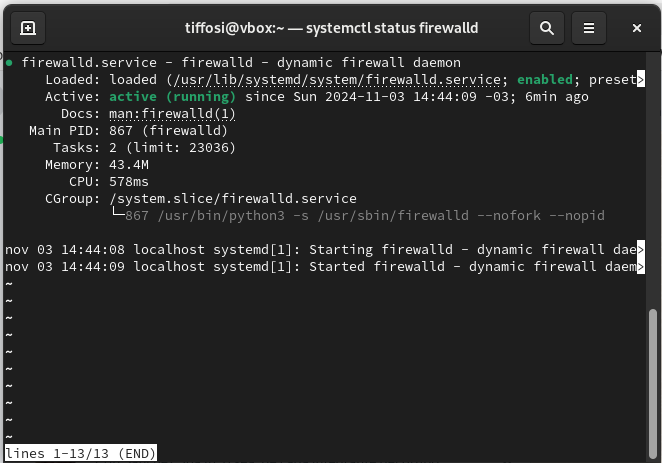 tiffosi@vbox:~ — systemctl status firewalld
● firewalld.service - firewalld - dynamic firewall daemon
     Loaded: loaded (/usr/lib/systemd/system/firewalld.service; enabled; preset>
     Active: active (running) since Sun 2024-11-03 14:44:09 -03; 6min ago
       Docs: man:firewalld(1)
   Main PID: 867 (firewalld)
      Tasks: 2 (limit: 23036)
     Memory: 43.4M
        CPU: 578ms
     CGroup: /system.slice/firewalld.service
             └─867 /usr/bin/python3 -s /usr/sbin/firewalld --nofork --nopid
nov 03 14:44:08 localhost systemd[1]: Starting firewalld - dynamic firewall dae>
nov 03 14:44:09 localhost systemd[1]: Started firewalld - dynamic firewall daem>
~
~
~
~
~
~
~
~
~
~
lines 1-13/13 (END)